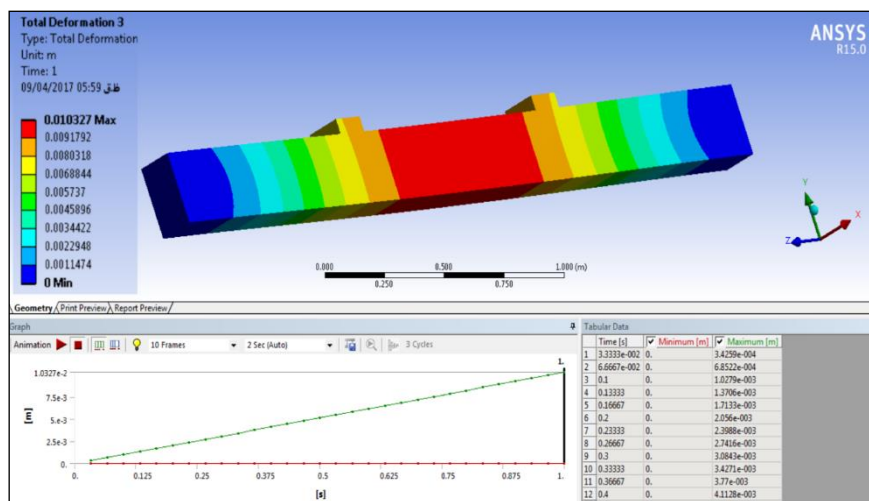 Total Deformation 3
Type: Total Deformation
Unit: m
Time: 1
09/04/2017 05:59 ق.ظ
ANSYS
R15.0
0.010327 Max
0.0091792
0.0080318
0.0068844
0.005737
0.0045896
0.0034422
0.0022948
0.0011474
0 Min
Y
X
Z
0.000
0.500
1.000 (m)
0.250
0.750
Geometry Print Preview Report Preview
Graph
Animation
10 Frames
2 Sec (Auto)
3 Cycles
1.
1.0327e-2
7.5e-3
5.e-3
2.5e-3
0.
[m]
0. 0.125 0.25 0.375 0.5 0.625 0.75 0.875 1.
[s]
Tabular Data
Time [s] Minimum [m] Maximum [m]
1 3.3333e-002 0. 3.4259e-004
2 6.6667e-002 0. 6.8522e-004
3 0.1 0. 1.0279e-003
4 0.13333 0. 1.3706e-003
5 0.16667 0. 1.7133e-003
6 0.2 0. 2.056e-003
7 0.23333 0. 2.3988e-003
8 0.26667 0. 2.7416e-003
9 0.3 0. 3.0843e-003
10 0.33333 0. 3.4271e-003
11 0.36667 0. 3.77e-003
12 0.4 0. 4.1128e-003